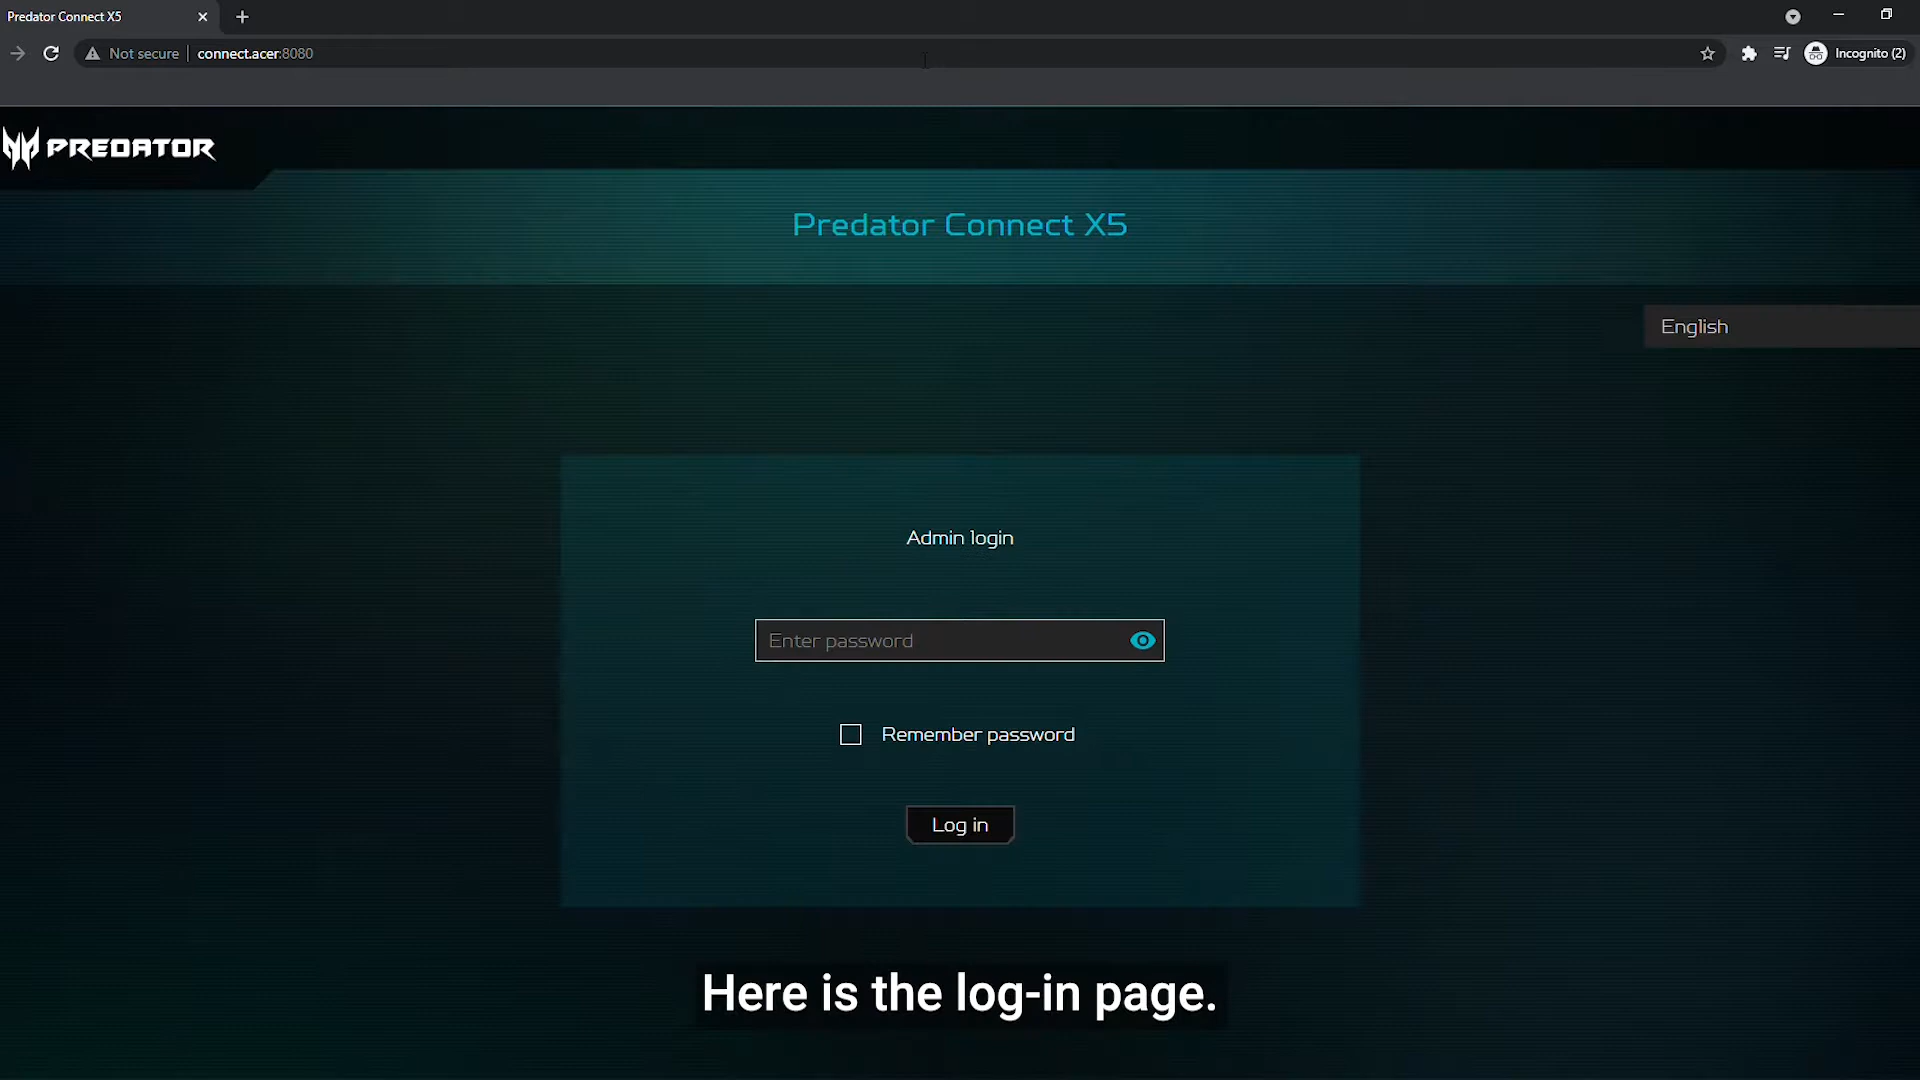 Predator Connect X5
Not secure
connect.acer:8080
Incognito (2)
PREDATOR
Predator Connect X5
English
Admin login
Enter password
Remember password
Log in
Here is the log-in page.